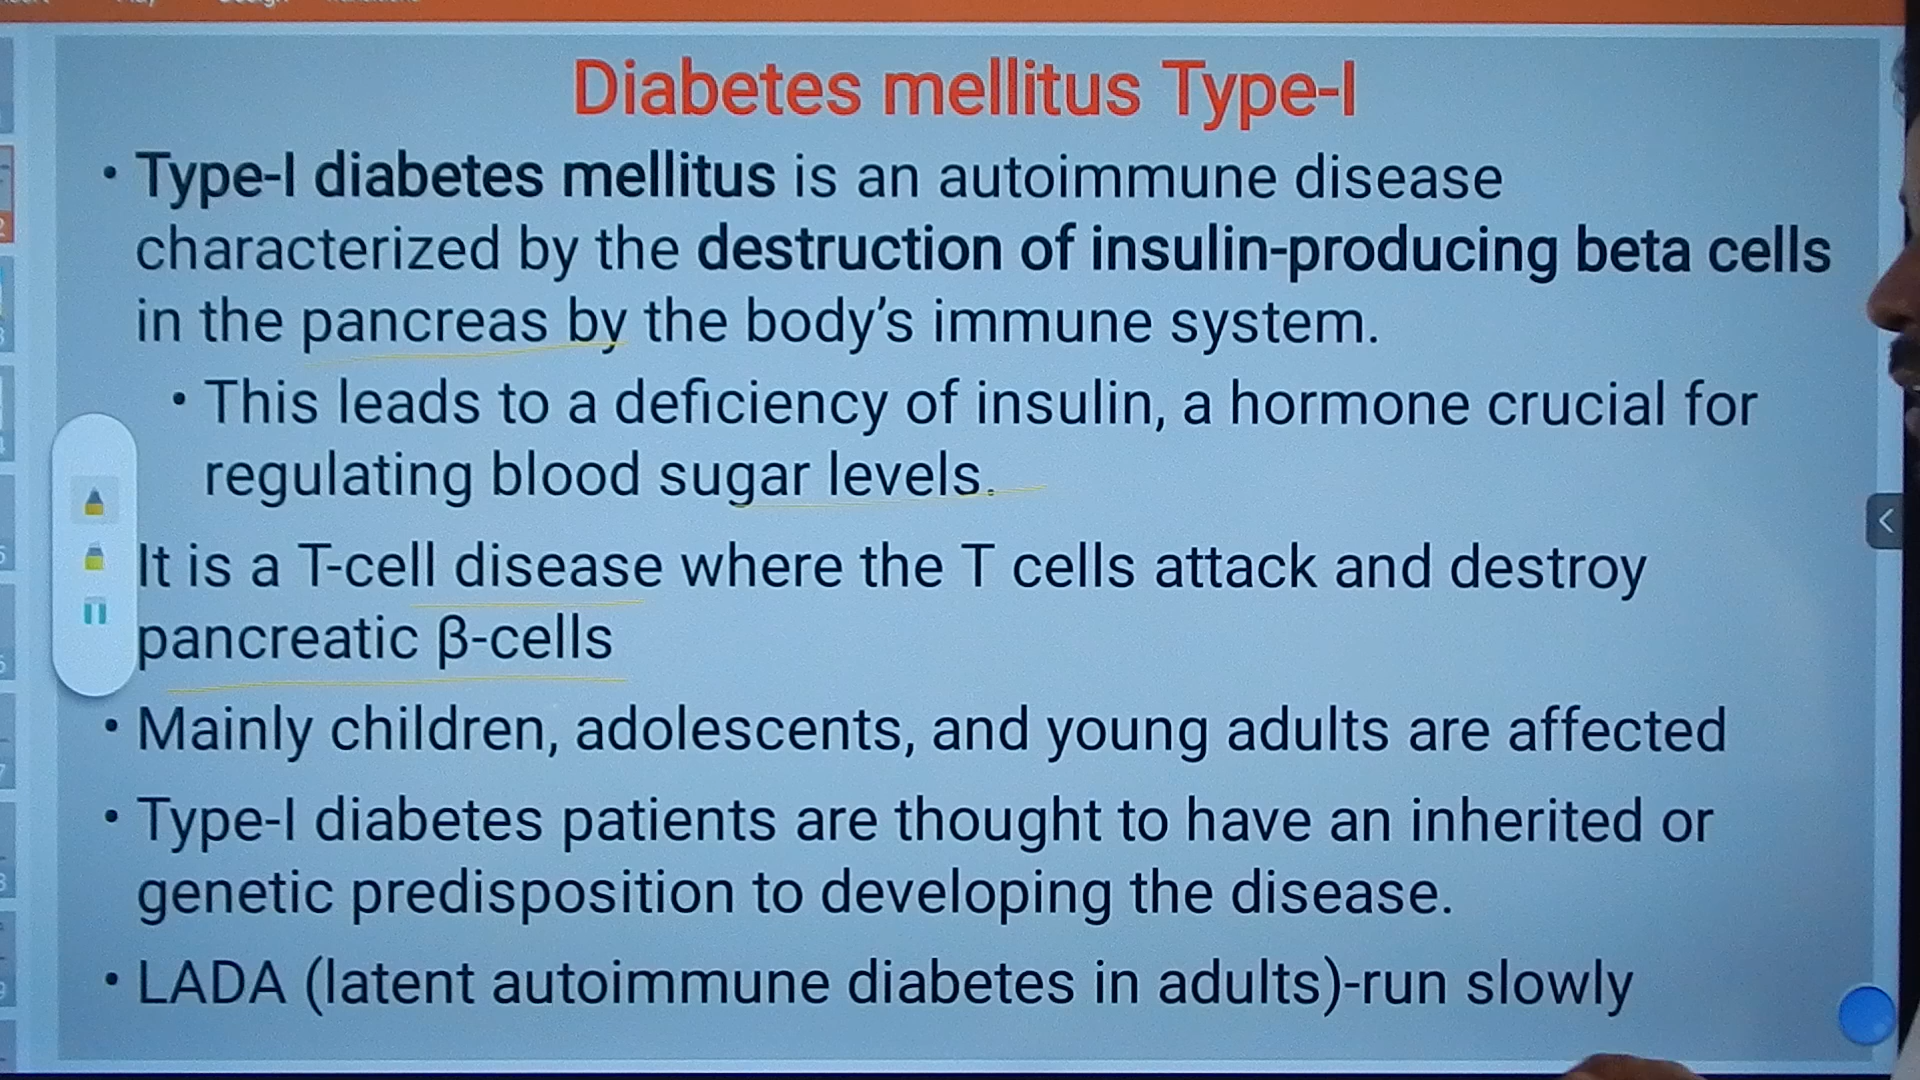 Diabetes mellitus Type-I
• Type-I diabetes mellitus is an autoimmune disease
characterized by the destruction of insulin-producing beta cells
in the pancreas by the body’s immune system.
• This leads to a deficiency of insulin, a hormone crucial for
regulating blood sugar levels.
It is a T-cell disease where the T cells attack and destroy
pancreatic β-cells
• Mainly children, adolescents, and young adults are affected
• Type-I diabetes patients are thought to have an inherited or
genetic predisposition to developing the disease.
• LADA (latent autoimmune diabetes in adults)-run slowly